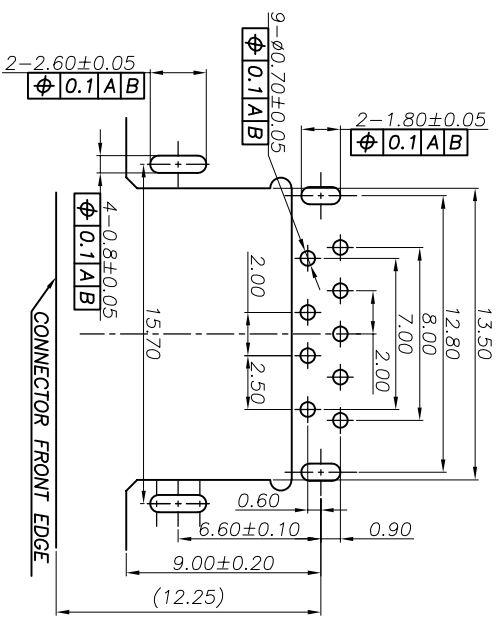 2-2.60±0.05
⌖ 0.1 A B
9-ø0.70±0.05
⌖ 0.1 A B
2-1.80±0.05
⌖ 0.1 A B
4-0.8±0.05
⌖ 0.1 A B
15.70
2.00
2.50
2.00
7.00
8.00
12.80
13.50
0.60
6.60±0.10
0.90
9.00±0.20
(12.25)
CONNECTOR FRONT EDGE